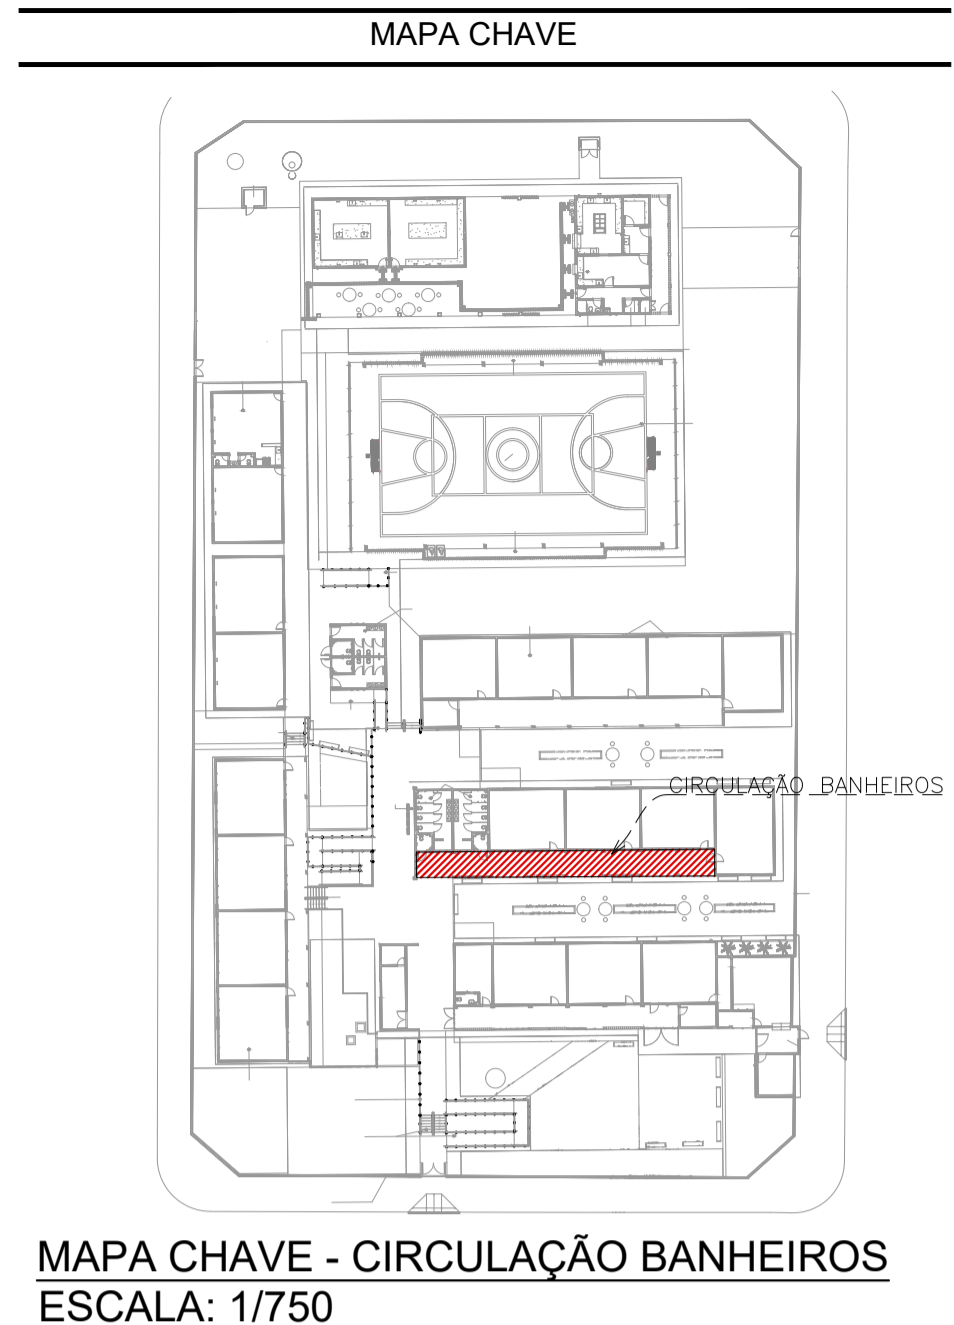 MAPA CHAVE
CIRCULAÇÃO BANHEIROS
MAPA CHAVE - CIRCULAÇÃO BANHEIROS
ESCALA: 1/750